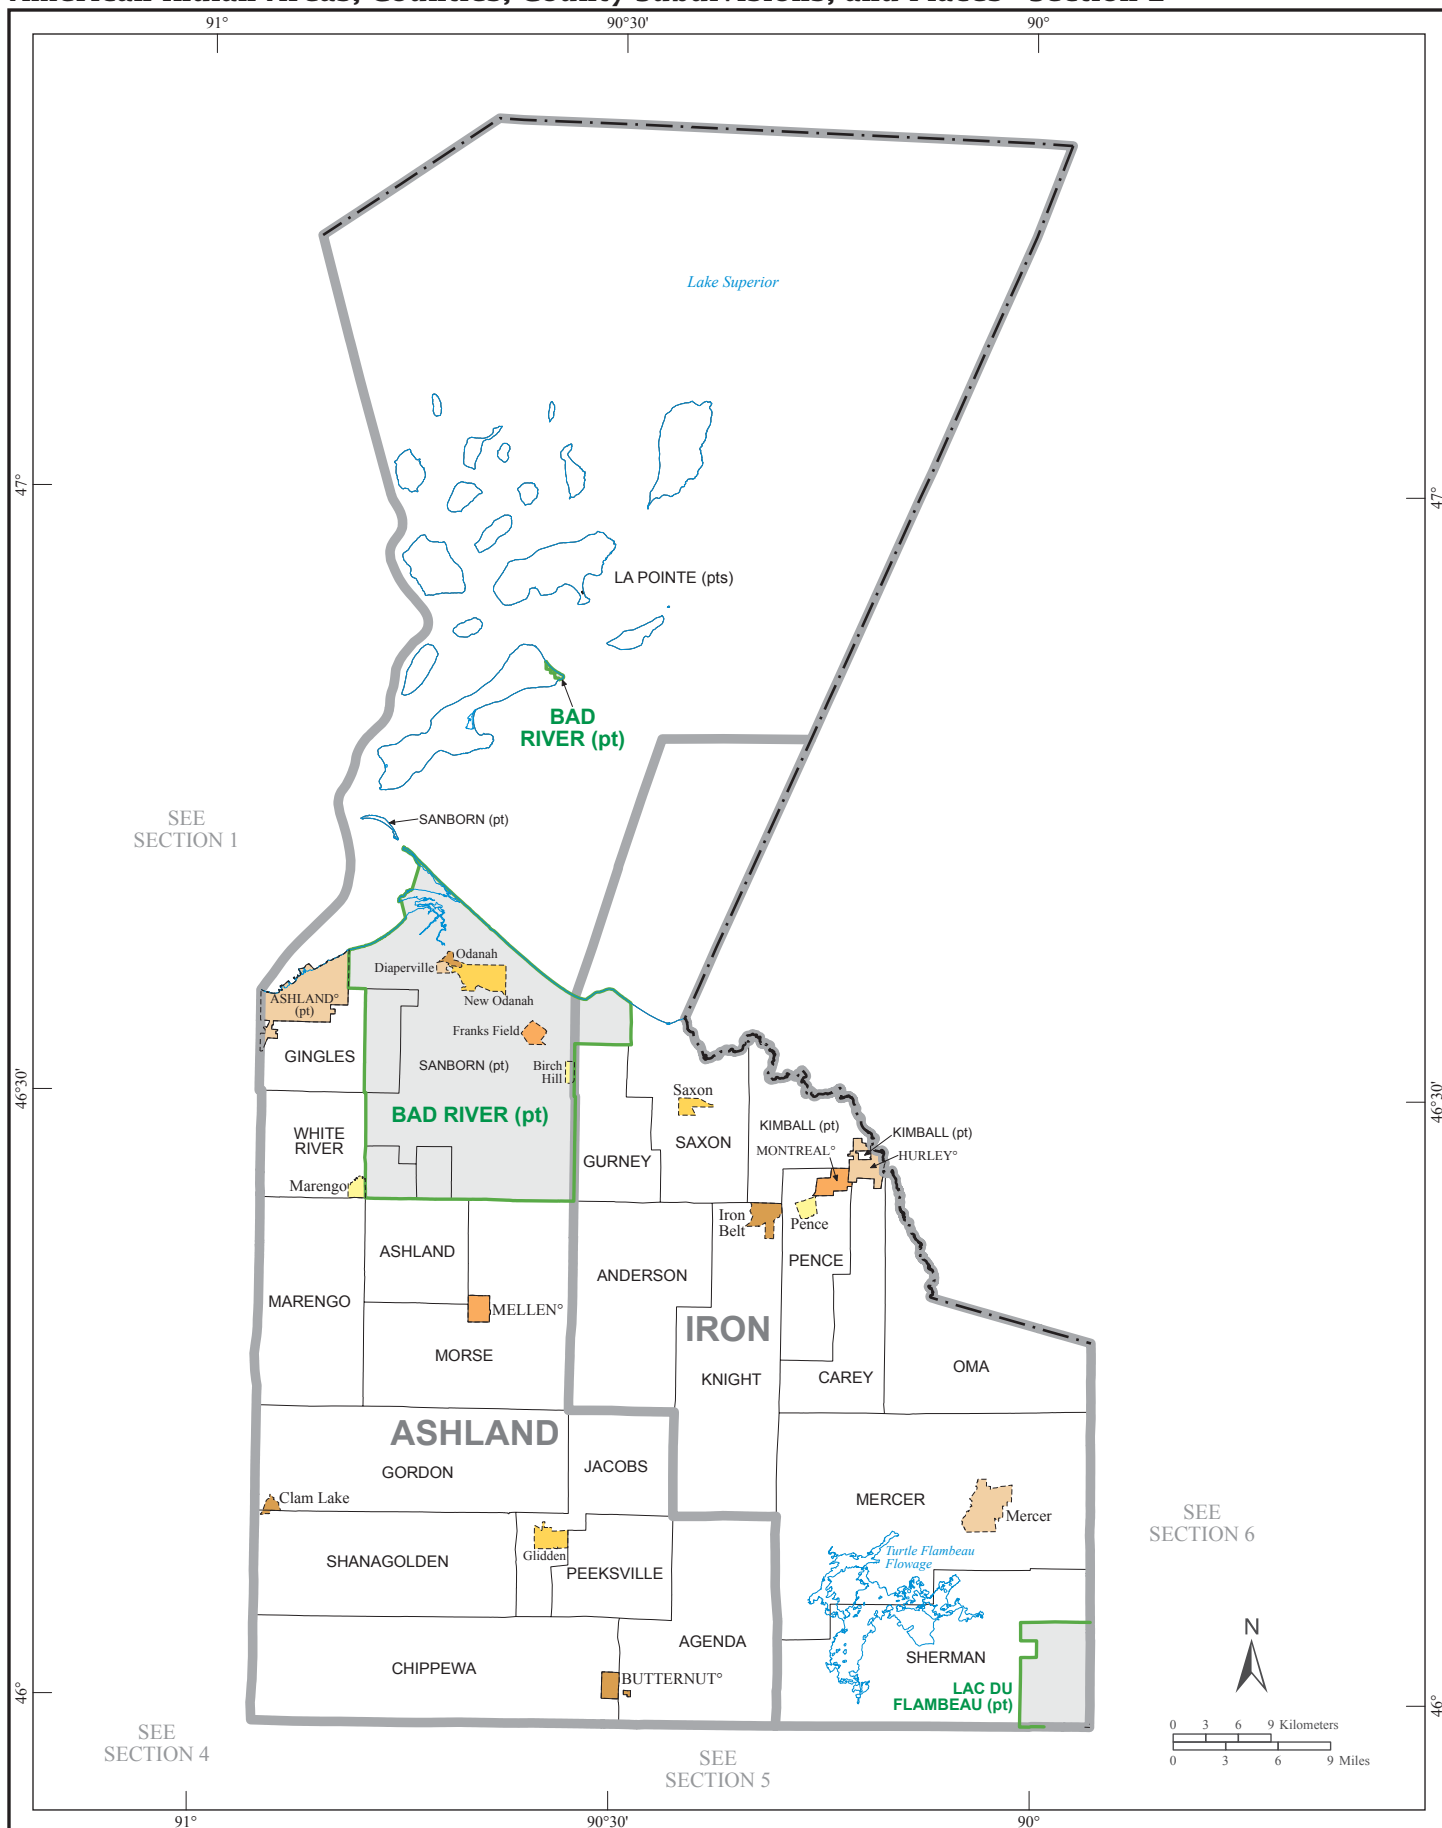 91°
90°30'
90°
Lake Superior
47°
47°
LA POINTE (pts)
BAD
RIVER (pt)
SEE
SECTION 1
SANBORN (pt)
Odanah
Diaperville
New Odanah
ASHLAND°
(pt)
Franks Field
GINGLES
SANBORN (pt)
Birch
Hill
46°30'
46°30'
Saxon
BAD RIVER (pt)
KIMBALL (pt)
KIMBALL (pt)
WHITE
RIVER
SAXON
MONTREAL°
HURLEY°
GURNEY
Marengo
Iron
Belt
Pence
ASHLAND
PENCE
ANDERSON
MARENGO
MELLEN°
IRON
MORSE
OMA
KNIGHT
CAREY
ASHLAND
GORDON
JACOBS
Clam Lake
MERCER
Mercer
SEE
SECTION 6
Turtle Flambeau
Flowage
Glidden
SHANAGOLDEN
PEEKSVILLE
N
AGENDA
SHERMAN
CHIPPEWA
BUTTERNUT°
LAC DU
FLAMBEAU (pt)
46°
46°
0 3 6 9 Kilometers
0 3 6 9 Miles
SEE
SECTION 4
SEE
SECTION 5
91°
90°30'
90°